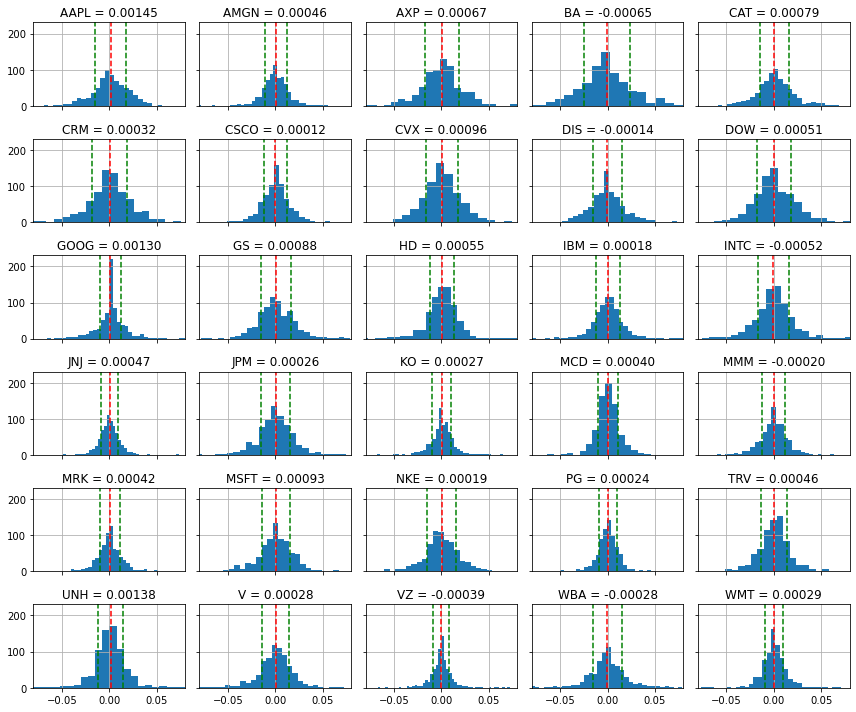 AAPL = 0.00145 AMGN = 0.00046 AXP = 0.00067 BA = -0.00065 CAT = 0.00079
200
100
0
CRM = 0.00032 CSCO = 0.00012 CVX = 0.00096 DIS = -0.00014 DOW = 0.00051
200
100
0
GOOG = 0.00130 GS = 0.00088 HD = 0.00055 IBM = 0.00018 INTC = -0.00052
200
100
0
JNJ = 0.00047 JPM = 0.00026 KO = 0.00027 MCD = 0.00040 MMM = -0.00020
200
100
0
MRK = 0.00042 MSFT = 0.00093 NKE = 0.00019 PG = 0.00024 TRV = 0.00046
200
100
0
UNH = 0.00138 V = 0.00028 VZ = -0.00039 WBA = -0.00028 WMT = 0.00029
200
100
0
−0.05 0.00 0.05 −0.05 0.00 0.05 −0.05 0.00 0.05 −0.05 0.00 0.05 −0.05 0.00 0.05